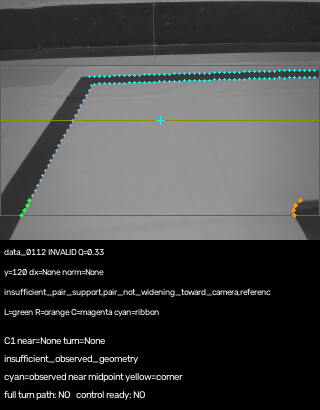 data_0112 INVALID Q=0.33
y=120 dx=None norm=None
insufficient_pair_support,pair_not_widening_toward_camera,referenc
L=green R=orange C=magenta cyan=ribbon
C1 near=None turn=None
insufficient_observed_geometry
cyan=observed near midpoint yellow=corner
full turn path: NO control ready: NO